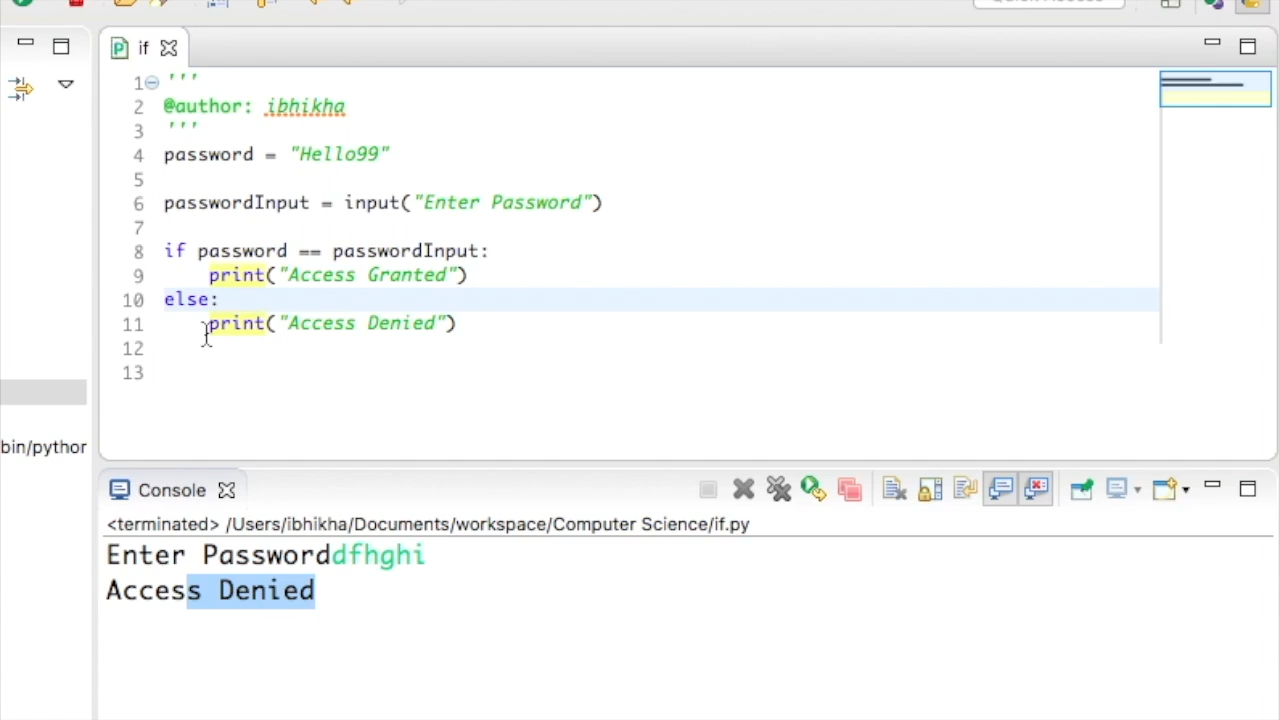 if
1 '''
2 @author: ibhikha
3 '''
4 password = "Hello99"
5
6 passwordInput = input("Enter Password")
7
8 if password == passwordInput:
9 print("Access Granted")
10 else:
11 print("Access Denied")
12
13
bin/pythor
Console
<terminated> /Users/ibhikha/Documents/workspace/Computer Science/if.py
Enter Passworddfhghi
Access Denied